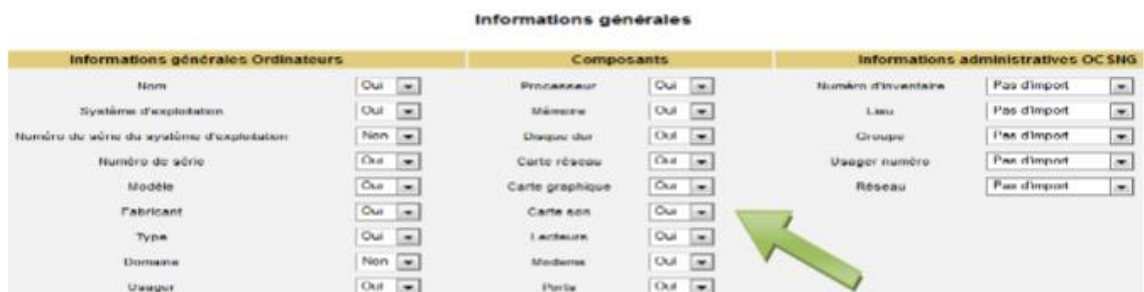 Informations générales
Informations générales Ordinateurs Composants Informations administratives OCSNG
Nom Oui Processeur Oui Numéro d'inventaire Pas d'import
Système d'exploitation Oui Mémoire Oui Lieu Pas d'import
Numéro de série du système d'exploitation Non Disque dur Oui Groupe Pas d'import
Numéro de série Oui Carte réseau Oui Usager numéro Pas d'import
Modèle Oui Carte graphique Oui Réseau Pas d'import
Fabricant Oui Carte son Oui
Type Oui Lecteurs Oui
Domaine Non Modems Oui
Usager Oui Ports Oui